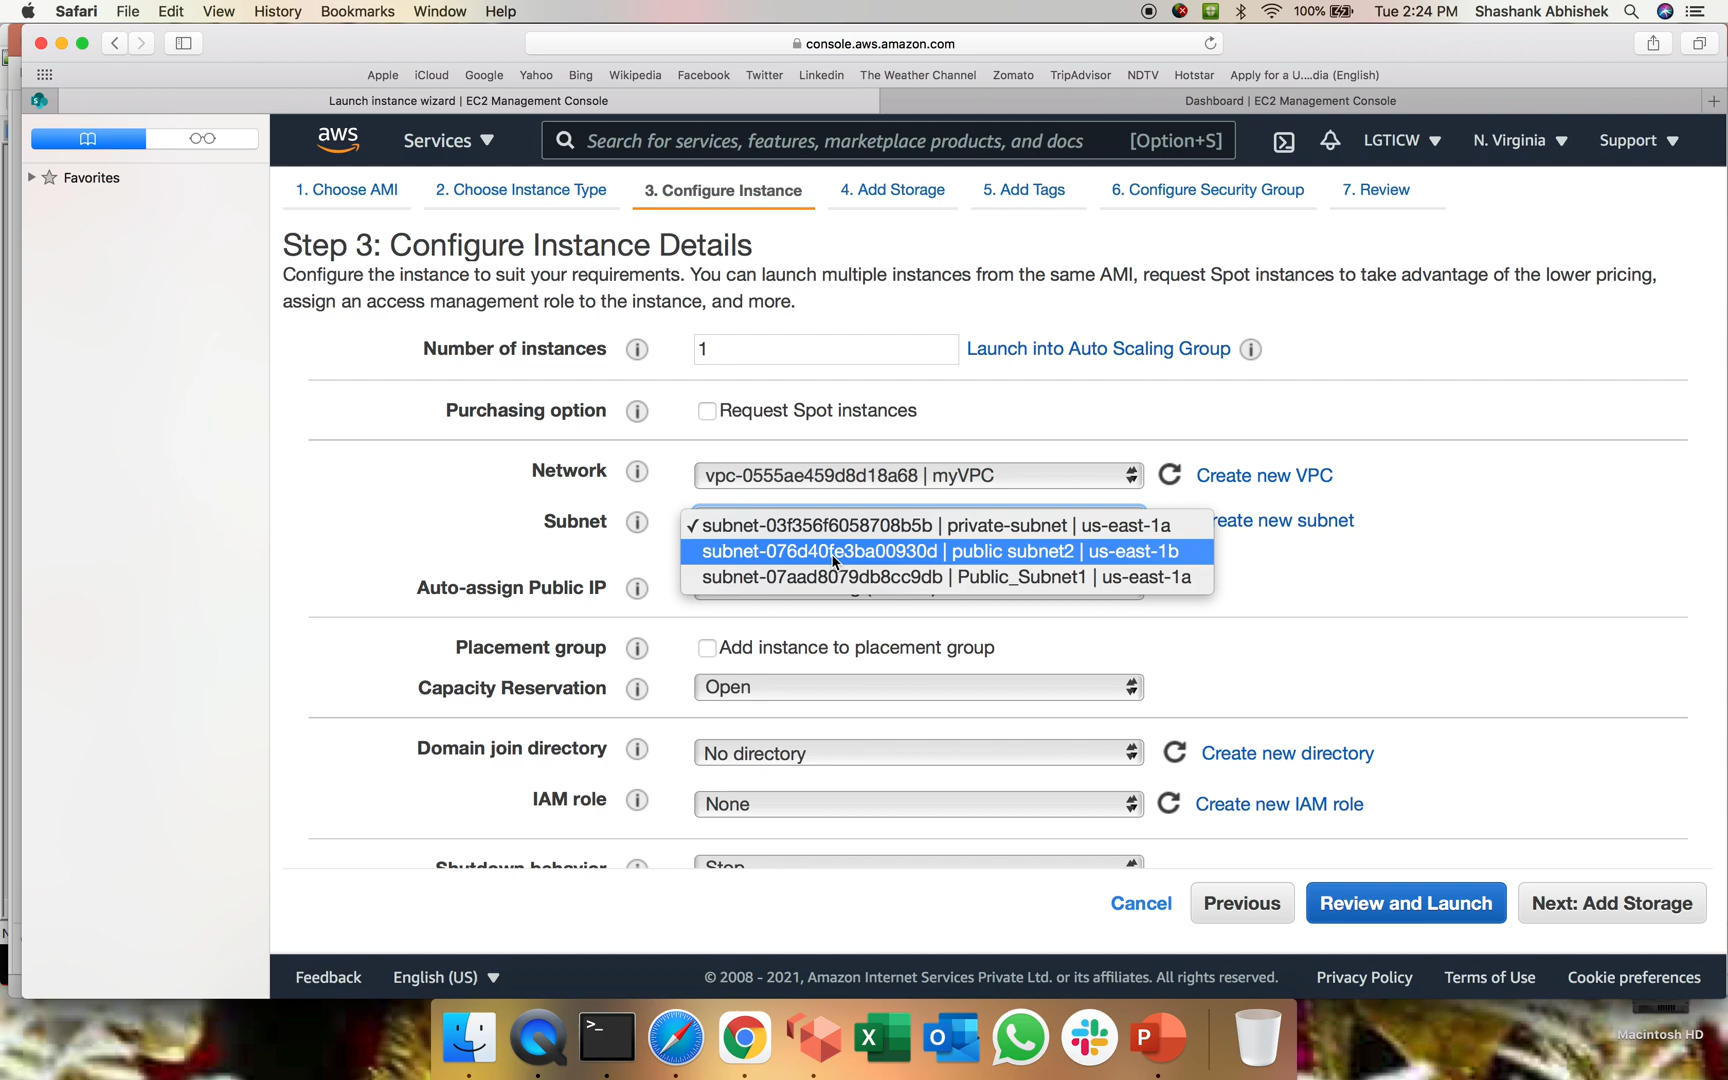 Safari File Edit View History Bookmarks Window Help 100% Tue 2:24 PM Shashank Abhishek
console.aws.amazon.com
Apple iCloud Google Yahoo Bing Wikipedia Facebook Twitter Linkedin The Weather Channel Zomato TripAdvisor NDTV Hotstar Apply for a U....dia (English)
Launch instance wizard | EC2 Management Console Dashboard | EC2 Management Console
aws Services Search for services, features, marketplace products, and docs [Option+S] LGTICW N. Virginia Support
Favorites
1. Choose AMI 2. Choose Instance Type 3. Configure Instance 4. Add Storage 5. Add Tags 6. Configure Security Group 7. Review
Step 3: Configure Instance Details
Configure the instance to suit your requirements. You can launch multiple instances from the same AMI, request Spot instances to take advantage of the lower pricing,
assign an access management role to the instance, and more.
Number of instances 1 Launch into Auto Scaling Group
Purchasing option Request Spot instances
Network vpc-0555ae459d8d18a68 | myVPC Create new VPC
Subnet ✓ subnet-03f356f6058708b5b | private-subnet | us-east-1a reate new subnet
subnet-076d40fe3ba00930d | public subnet2 | us-east-1b
subnet-07aad8079db8cc9db | Public_Subnet1 | us-east-1a
Auto-assign Public IP
Placement group Add instance to placement group
Capacity Reservation Open
Domain join directory No directory Create new directory
IAM role None Create new IAM role
Shutdown behavior Stop
Cancel Previous Review and Launch Next: Add Storage
Feedback English (US) © 2008 - 2021, Amazon Internet Services Private Ltd. or its affiliates. All rights reserved. Privacy Policy Terms of Use Cookie preferences
Macintosh HD